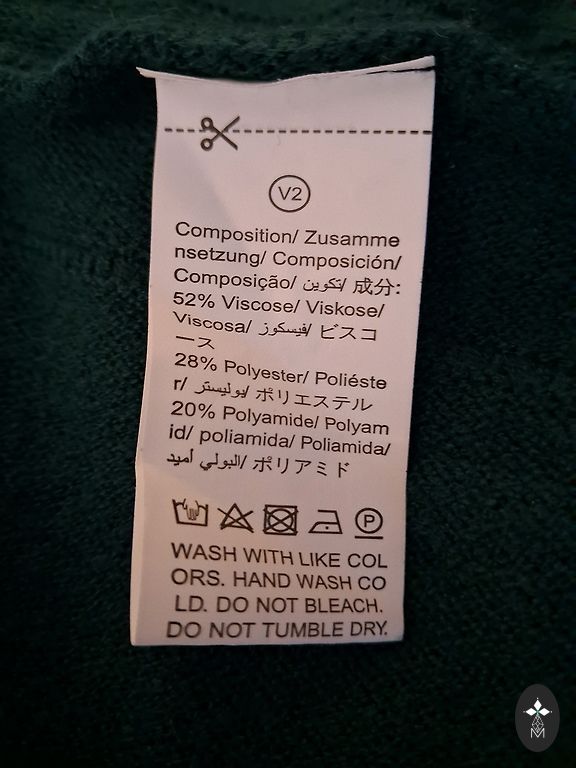 V2
Composition/ Zusamme
nsetzung/ Composición/
Composição/ تكوين/ 成分:
52% Viscose/ Viskose/
Viscosa/ فيسكوز/ ビスコ
ース
28% Polyester/ Poliéste
r/ بوليستر/ ポリエステル
20% Polyamide/ Polyam
id/ poliamida/ Poliamida/
البولي أميد/ ポリアミド
P
WASH WITH LIKE COL
ORS. HAND WASH CO
LD. DO NOT BLEACH.
DO NOT TUMBLE DRY.
M